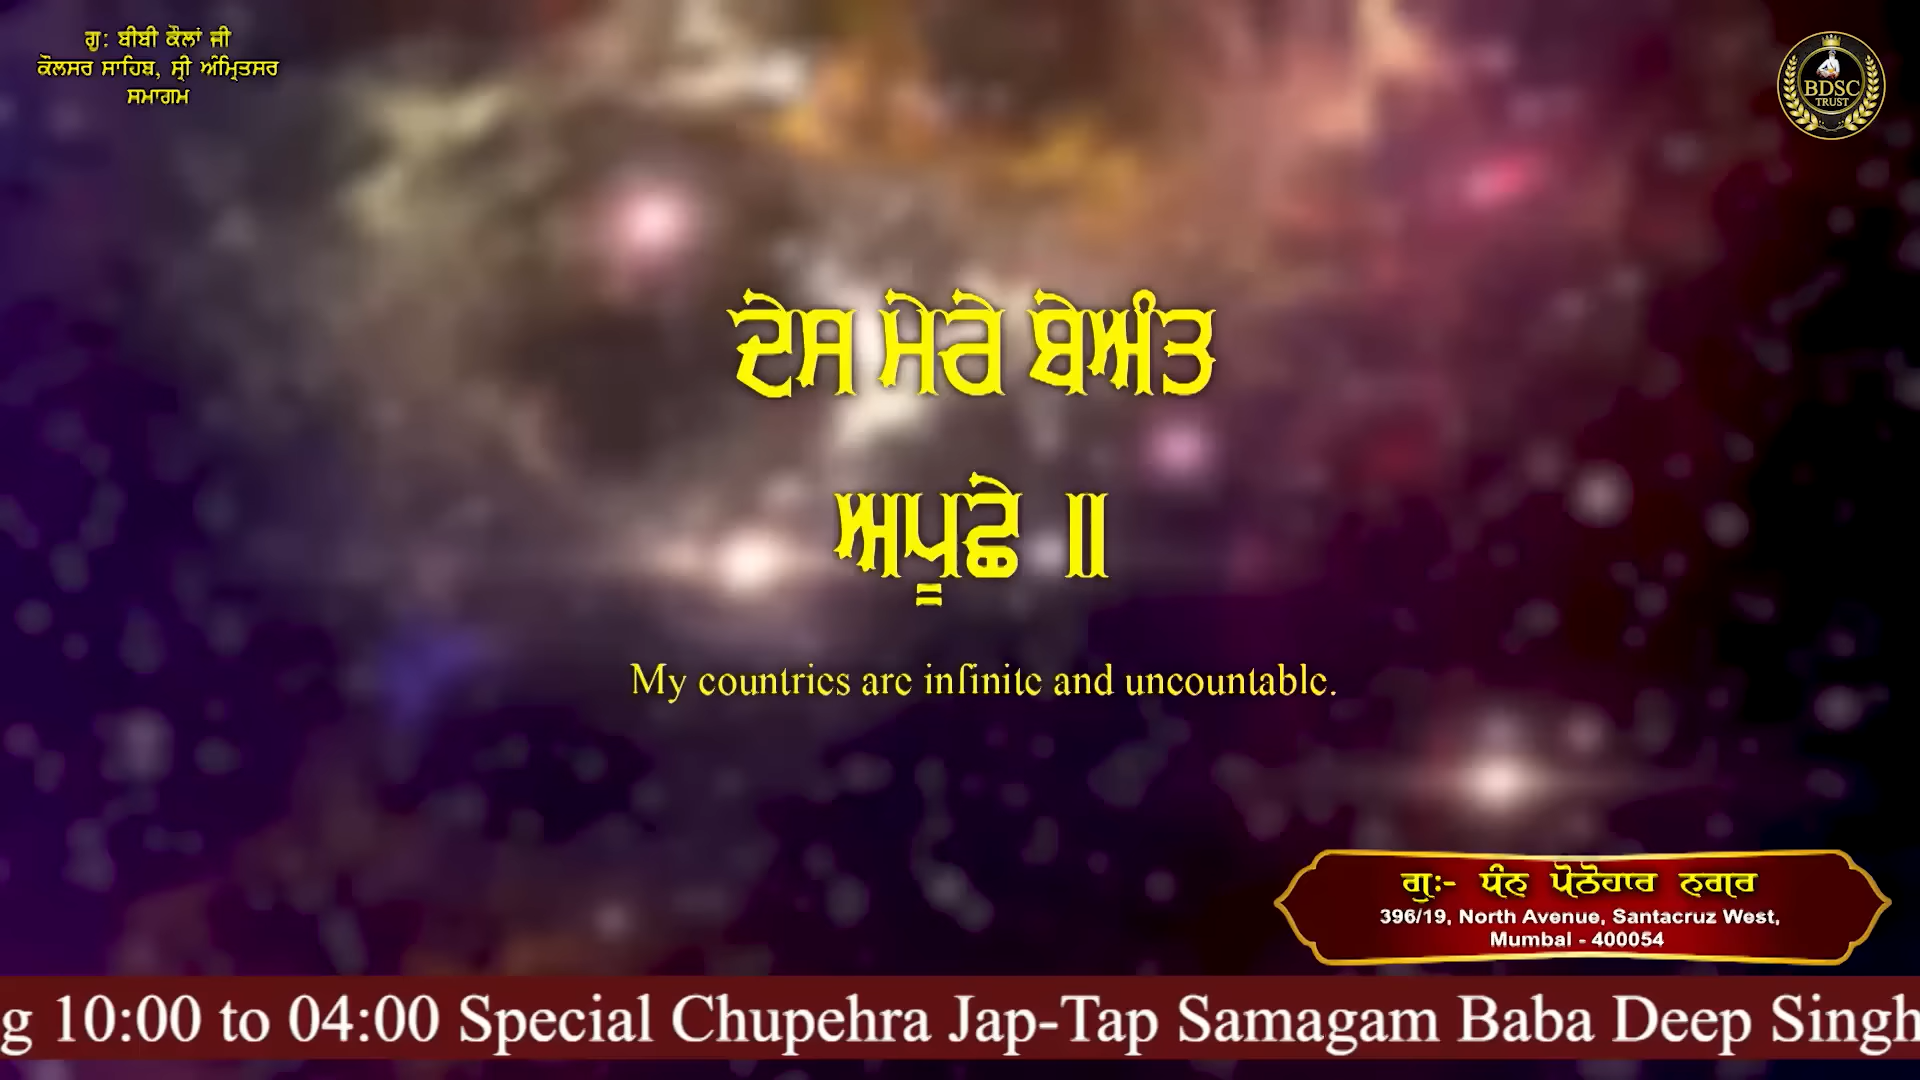 ਗੁ: ਬੀਬੀ ਕੌਲਾਂ ਜੀ
ਕੌਲਸਰ ਸਾਹਿਬ, ਸ੍ਰੀ ਅੰਮ੍ਰਿਤਸਰ
ਸਮਾਗਮ
BDSC
TRUST
ਦੇਸ ਮੇਰੇ ਬੇਅੰਤ
ਅਪੂਛੇ ॥
My countries are infinite and uncountable.
ਗੁਃ- ਧੰਨ ਪੋਠੋਹਾਰ ਨਗਰ
396/19, North Avenue, Santacruz West,
Mumbai - 400054
g 10:00 to 04:00 Special Chupehra Jap-Tap Samagam Baba Deep Singh